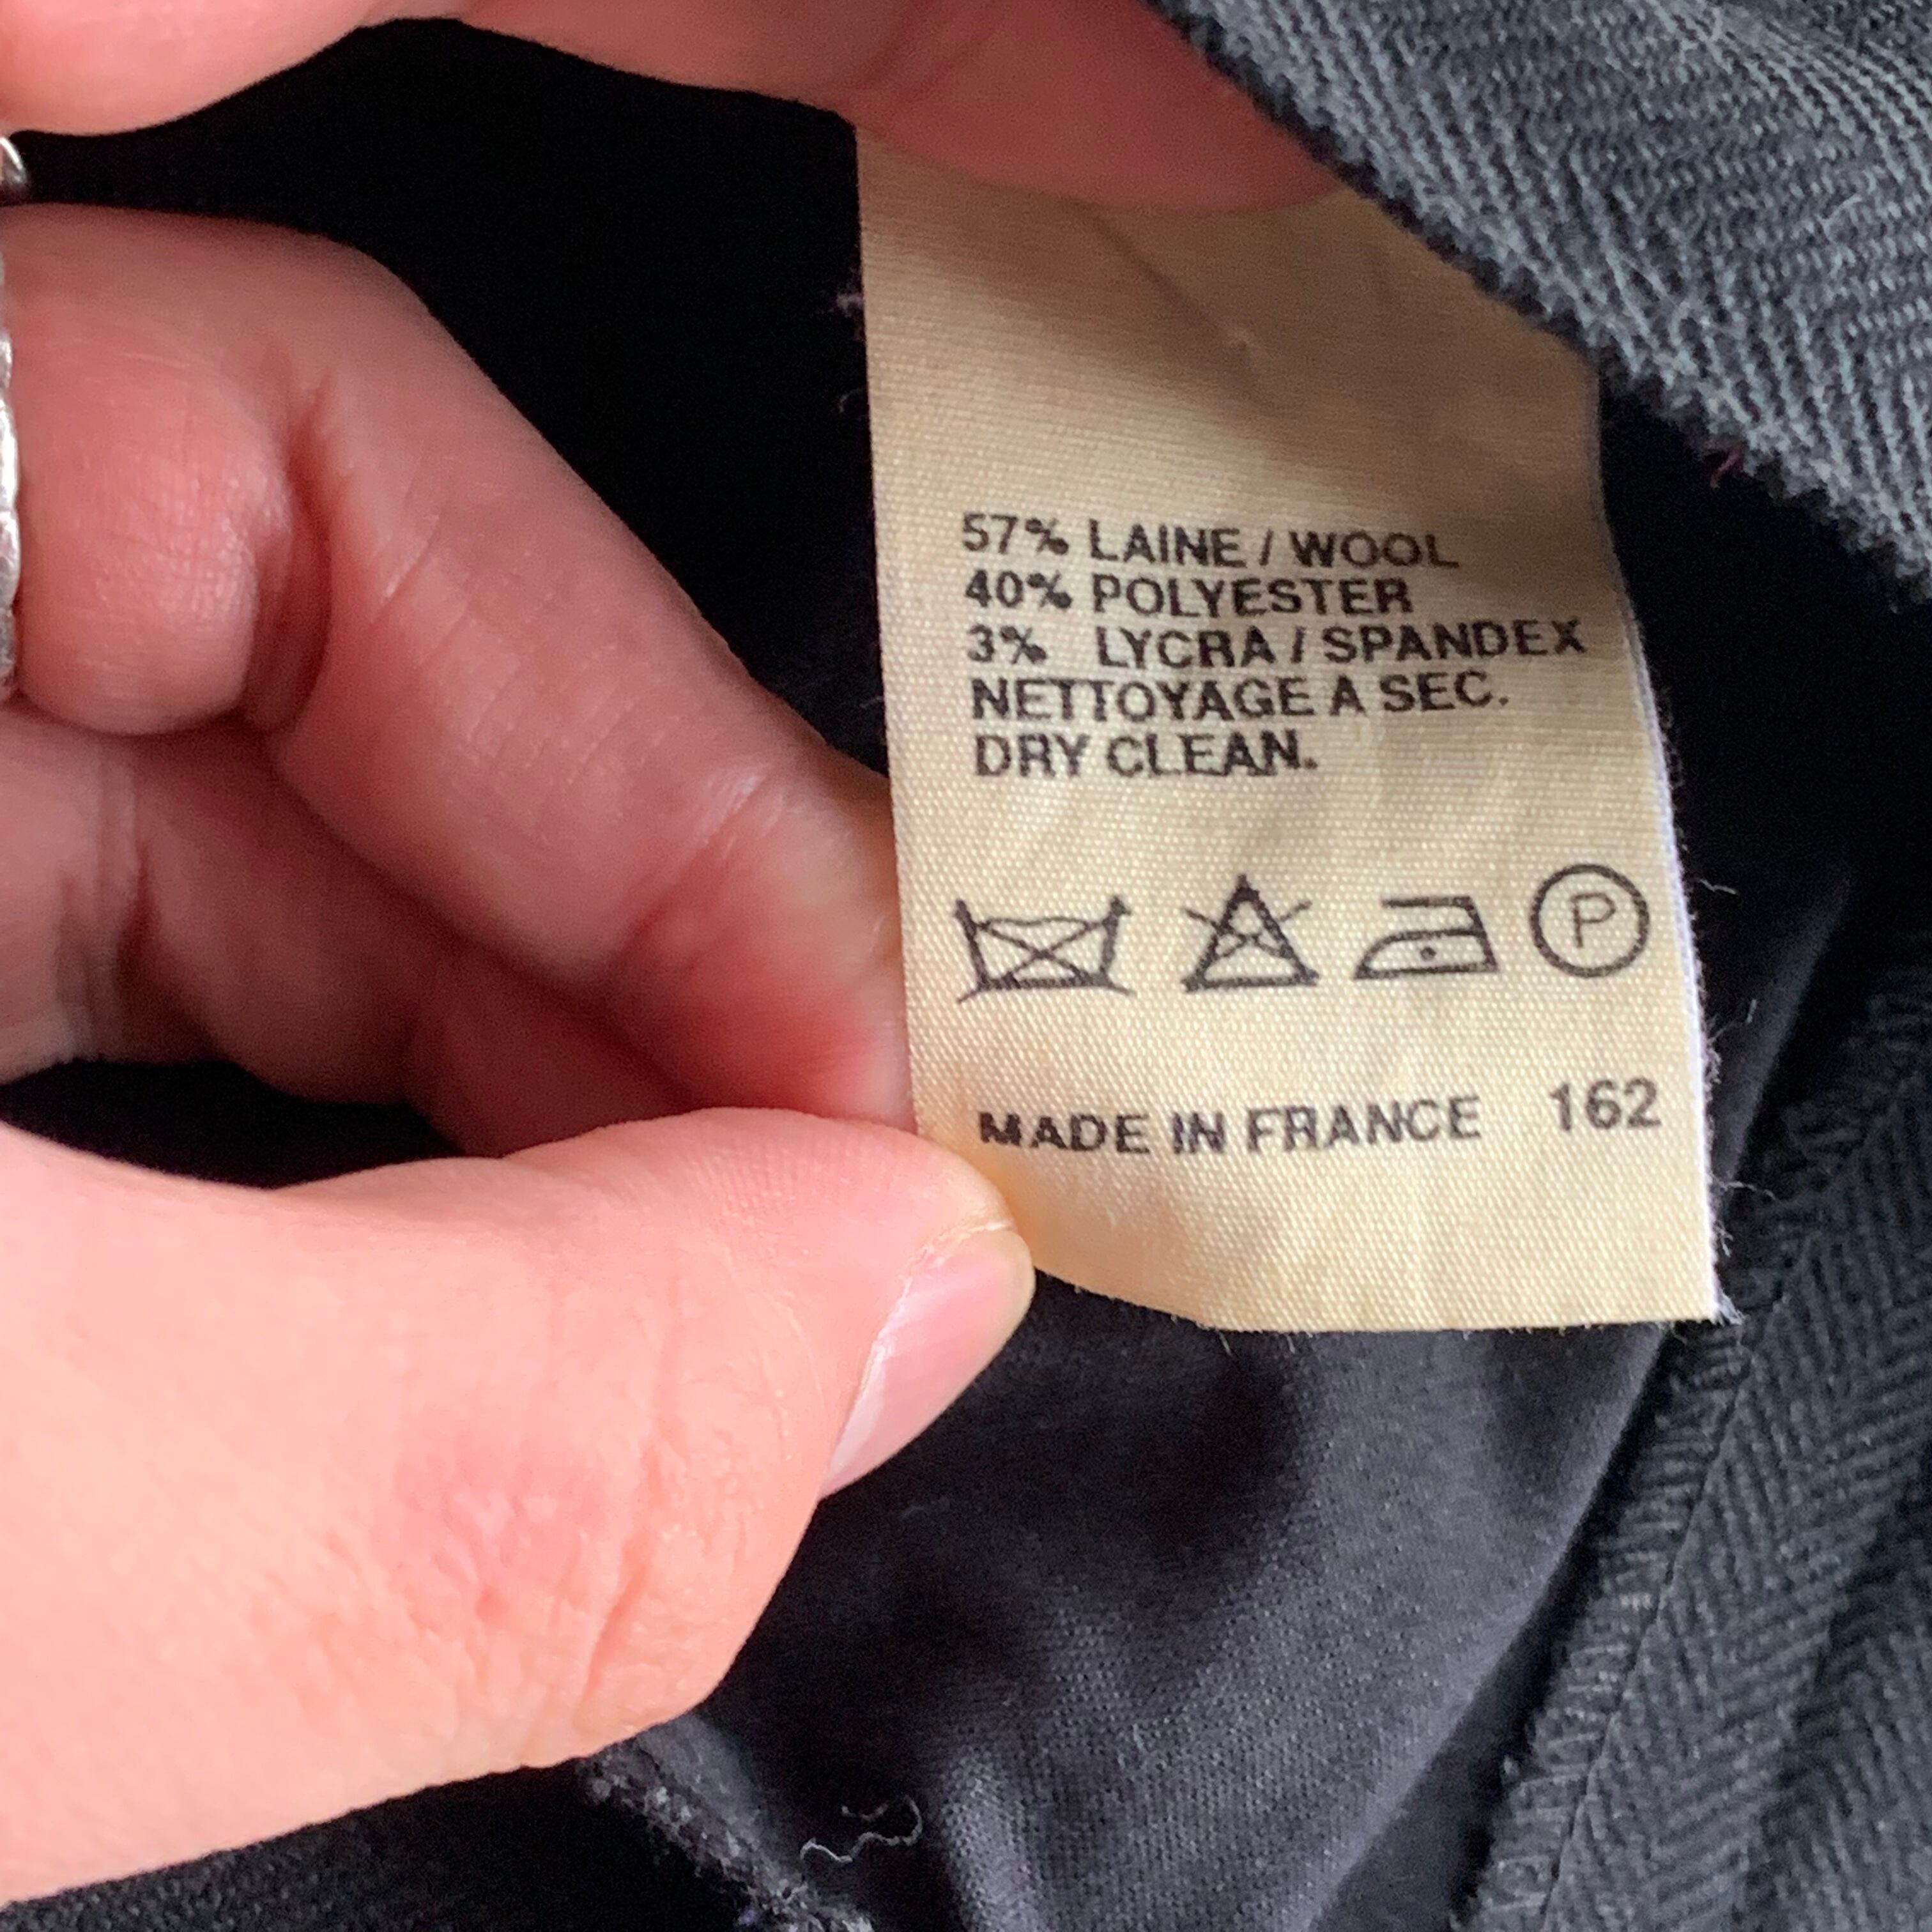 57% LAINE / WOOL
40% POLYESTER
3% LYCRA / SPANDEX
NETTOYAGE A SEC.
DRY CLEAN.
P
MADE IN FRANCE 162